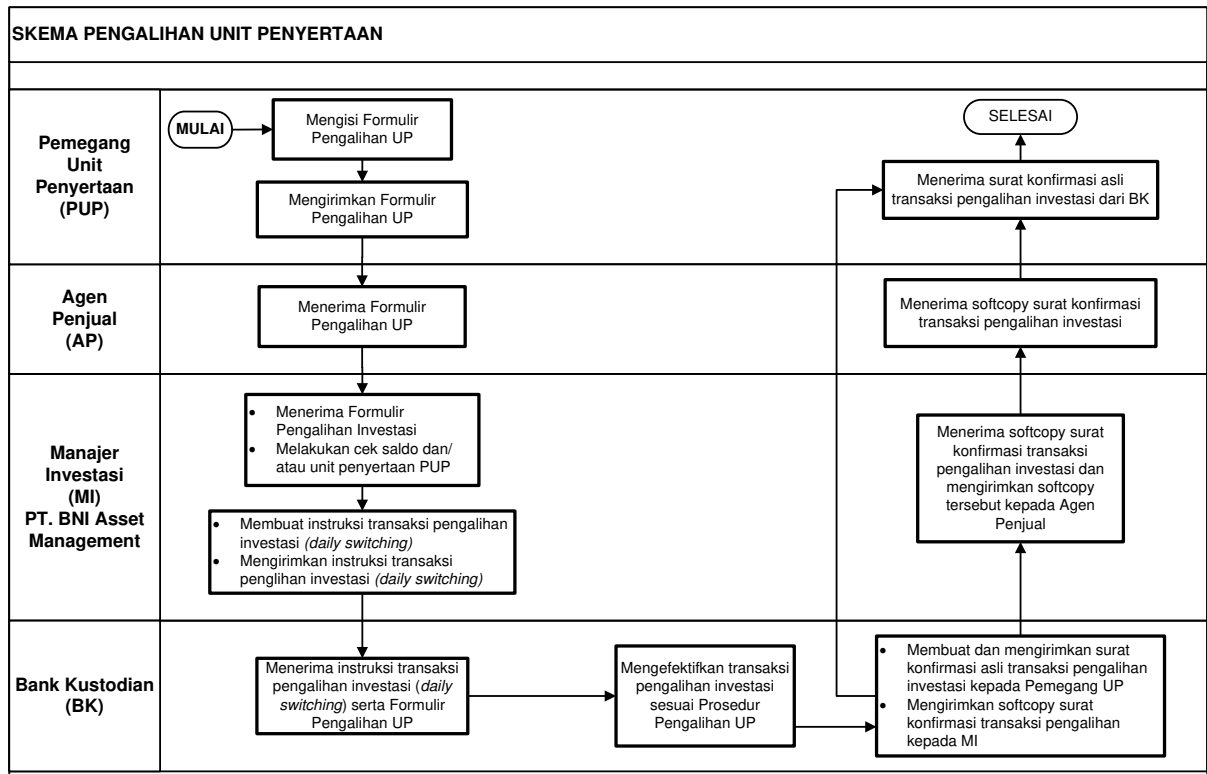 SKEMA PENGALIHAN UNIT PENYERTAAN
Pemegang
Unit
Penyertaan
(PUP)
MULAI
Mengisi Formulir
Pengalihan UP
Mengirimkan Formulir
Pengalihan UP
SELESAI
Menerima surat konfirmasi asli
transaksi pengalihan investasi dari BK
Agen
Penjual
(AP)
Menerima Formulir
Pengalihan UP
Menerima softcopy surat konfirmasi
transaksi pengalihan investasi
Manajer
Investasi
(MI)
PT. BNI Asset
Management
• Menerima Formulir
Pengalihan Investasi
• Melakukan cek saldo dan/
atau unit penyertaan PUP
• Membuat instruksi transaksi pengalihan
investasi (daily switching)
• Mengirimkan instruksi transaksi
penglihan investasi (daily switching)
Menerima softcopy surat
konfirmasi transaksi
pengalihan investasi dan
mengirimkan softcopy
tersebut kepada Agen
Penjual
Bank Kustodian
(BK)
Menerima instruksi transaksi
pengalihan investasi (daily
switching) serta Formulir
Pengalihan UP
Mengefektifkan transaksi
pengalihan investasi
sesuai Prosedur
Pengalihan UP
• Membuat dan mengirimkan surat
konfirmasi asli transaksi pengalihan
investasi kepada Pemegang UP
• Mengirimkan softcopy surat
konfirmasi transaksi pengalihan
kepada MI